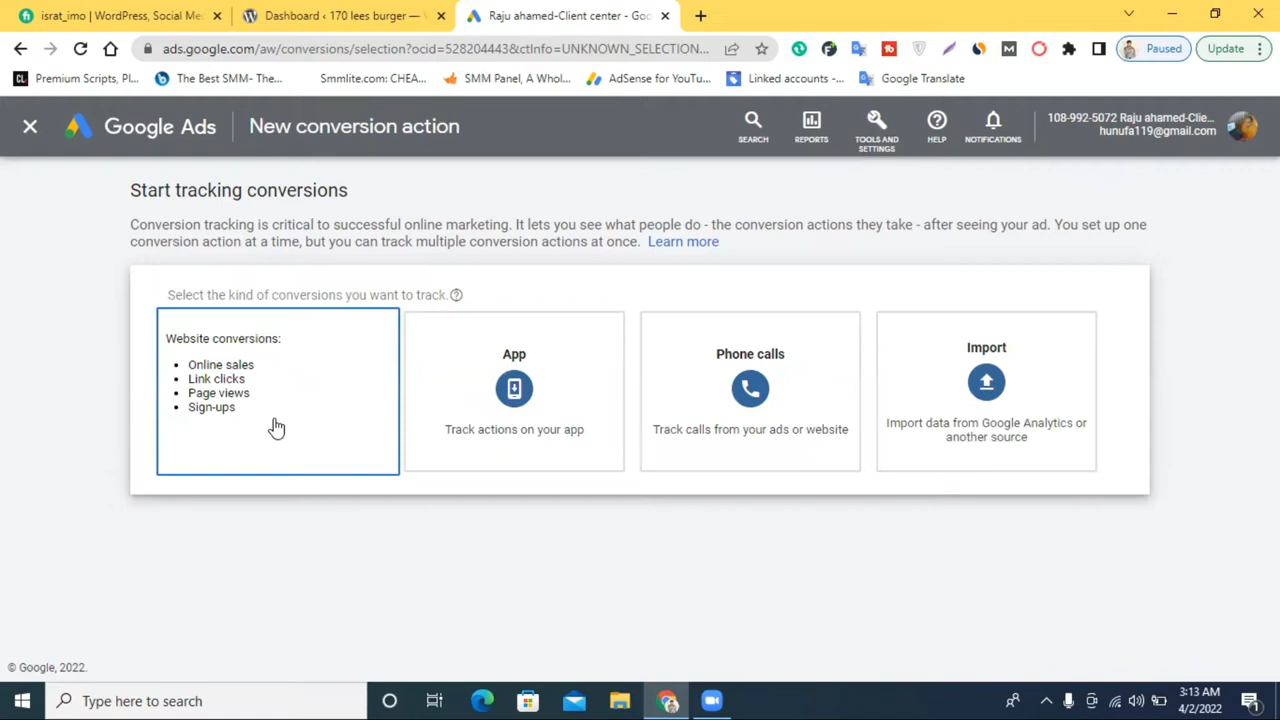 israt_imo | WordPress, Social Me
Dashboard ‹ 170 lees burger —
Raju ahamed-Client center - Goo
ads.google.com/aw/conversions/selection?ocid=528204443&ctInfo=UNKNOWN_SELECTION...
Paused
Update
CL Premium Scripts, Pl...
The Best SMM- The...
Smmlite.com: CHEA...
SMM Panel, A Whol...
AdSense for YouTu...
Linked accounts -...
Google Translate
Google Ads
New conversion action
SEARCH
REPORTS
TOOLS AND
SETTINGS
HELP
NOTIFICATIONS
108-992-5072 Raju ahamed-Clie...
hunufa119@gmail.com
Start tracking conversions
Conversion tracking is critical to successful online marketing. It lets you see what people do - the conversion actions they take - after seeing your ad. You set up one
conversion action at a time, but you can track multiple conversion actions at once. Learn more
Select the kind of conversions you want to track.
Website conversions:
• Online sales
• Link clicks
• Page views
• Sign-ups
App
Track actions on your app
Phone calls
Track calls from your ads or website
Import
Import data from Google Analytics or
another source
© Google, 2022.
Type here to search
3:13 AM
4/2/2022
1